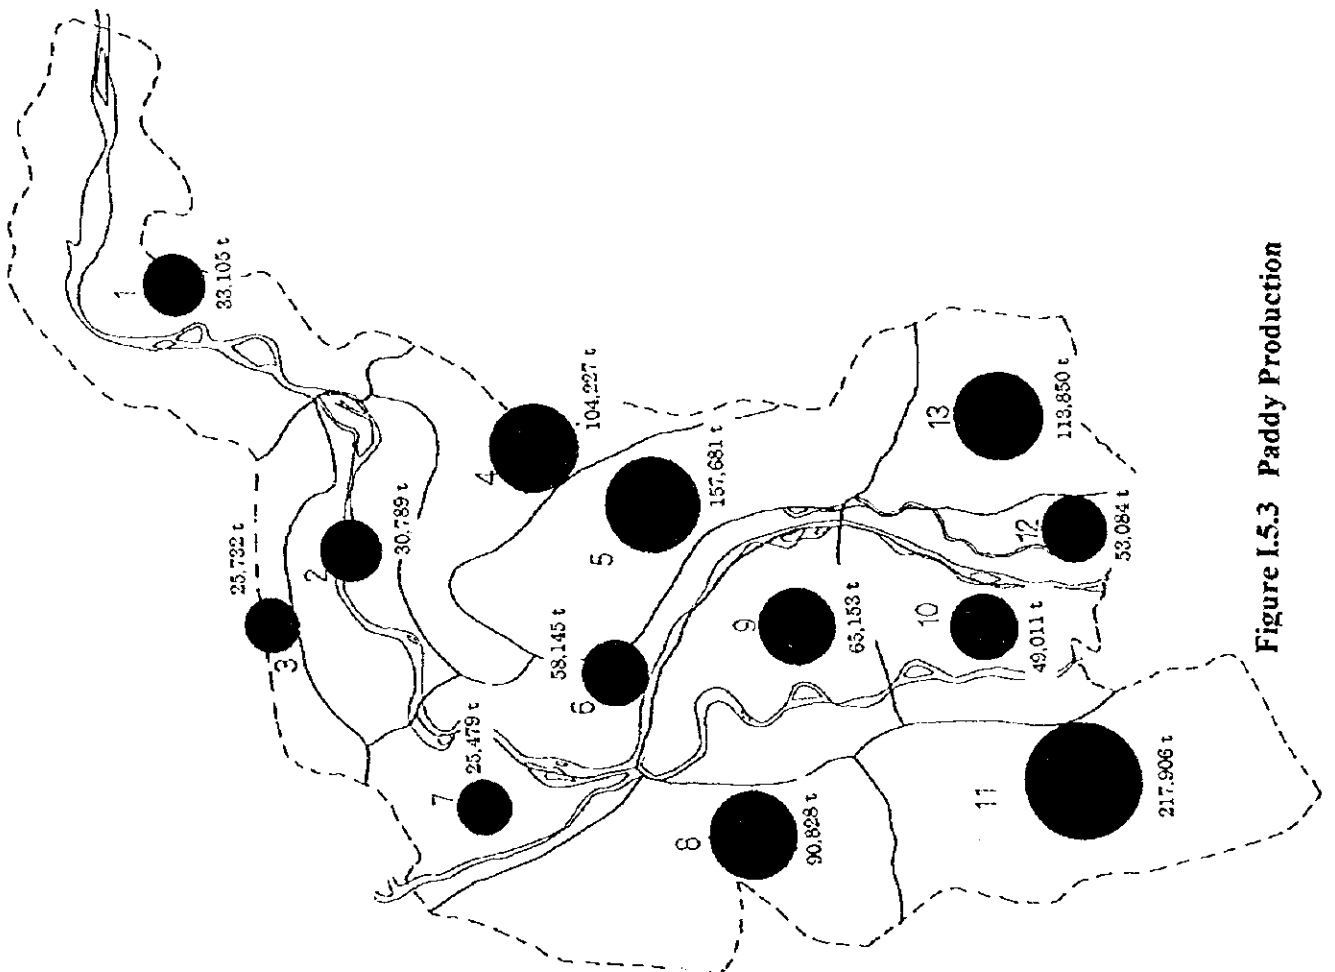 1
33,105 t
2
30,789 t
3
25,732 t
4
104,227 t
5
157,681 t
6
58,145 t
7
25,479 t
8
90,828 t
9
65,153 t
10
49,011 t
11
217,906 t
12
53,084 t
13
113,850 t
Figure I.5.3 Paddy Production